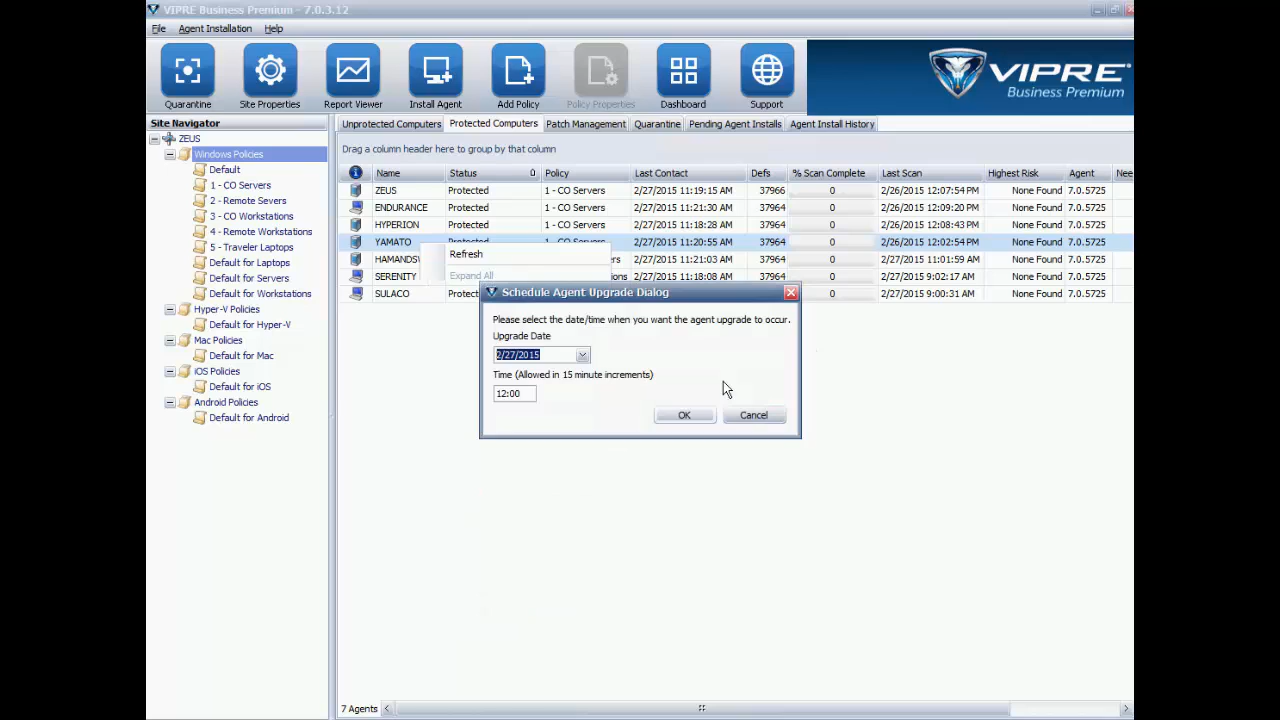 VIPRE Business Premium - 7.0.3.12
File Agent Installation Help
Quarantine Site Properties Report Viewer Install Agent Add Policy Policy Properties Dashboard Support
VIPRE®
Business Premium
Site Navigator
ZEUS
Windows Policies
Default
1 - CO Servers
2 - Remote Severs
3 - CO Workstations
4 - Remote Workstations
5 - Traveler Laptops
Default for Laptops
Default for Servers
Default for Workstations
Hyper-V Policies
Default for Hyper-V
Mac Policies
Default for Mac
iOS Policies
Default for iOS
Android Policies
Default for Android
Unprotected Computers Protected Computers Patch Management Quarantine Pending Agent Installs Agent Install History
Drag a column header here to group by that column
Name Status 0 Policy Last Contact Defs % Scan Complete Last Scan Highest Risk Agent Nee
ZEUS Protected 1 - CO Servers 2/27/2015 11:19:15 AM 37966 0 2/26/2015 12:07:54 PM None Found 7.0.5725
ENDURANCE Protected 1 - CO Servers 2/27/2015 11:21:30 AM 37964 0 2/26/2015 12:09:20 PM None Found 7.0.5725
HYPERION Protected 1 - CO Servers 2/27/2015 11:18:28 AM 37964 0 2/26/2015 12:08:43 PM None Found 7.0.5725
YAMATO Protected 1 - CO Servers 2/27/2015 11:20:55 AM 37964 0 2/26/2015 12:02:54 PM None Found 7.0.5725
HAMANDSW ers 2/27/2015 11:21:03 AM 37964 0 2/27/2015 11:01:59 AM None Found 7.0.5725
SERENITY ions 2/27/2015 11:18:08 AM 37964 0 2/27/2015 9:02:17 AM None Found 7.0.5725
SULACO Protec 37964 0 2/27/2015 9:00:31 AM None Found 7.0.5725
Refresh
Expand All
Schedule Agent Upgrade Dialog
Please select the date/time when you want the agent upgrade to occur.
Upgrade Date
2/27/2015
Time (Allowed in 15 minute increments)
12:00
OK Cancel
7 Agents